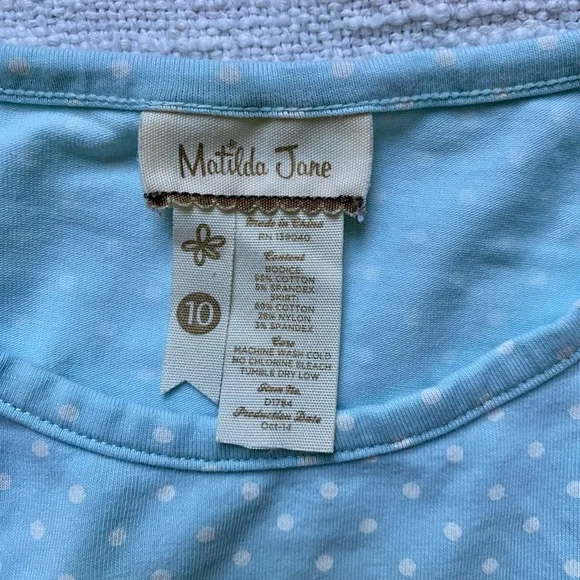 Matilda Jane
10
Made in China
RN 139040
Content
BODICE:
95% COTTON
5% SPANDEX
SKIRT:
69% COTTON
28% NYLON
3% SPANDEX
Care
MACHINE WASH COLD
NO CHLORINE BLEACH
TUMBLE DRY LOW
Item No.
D1784
Production Date
Oct-14